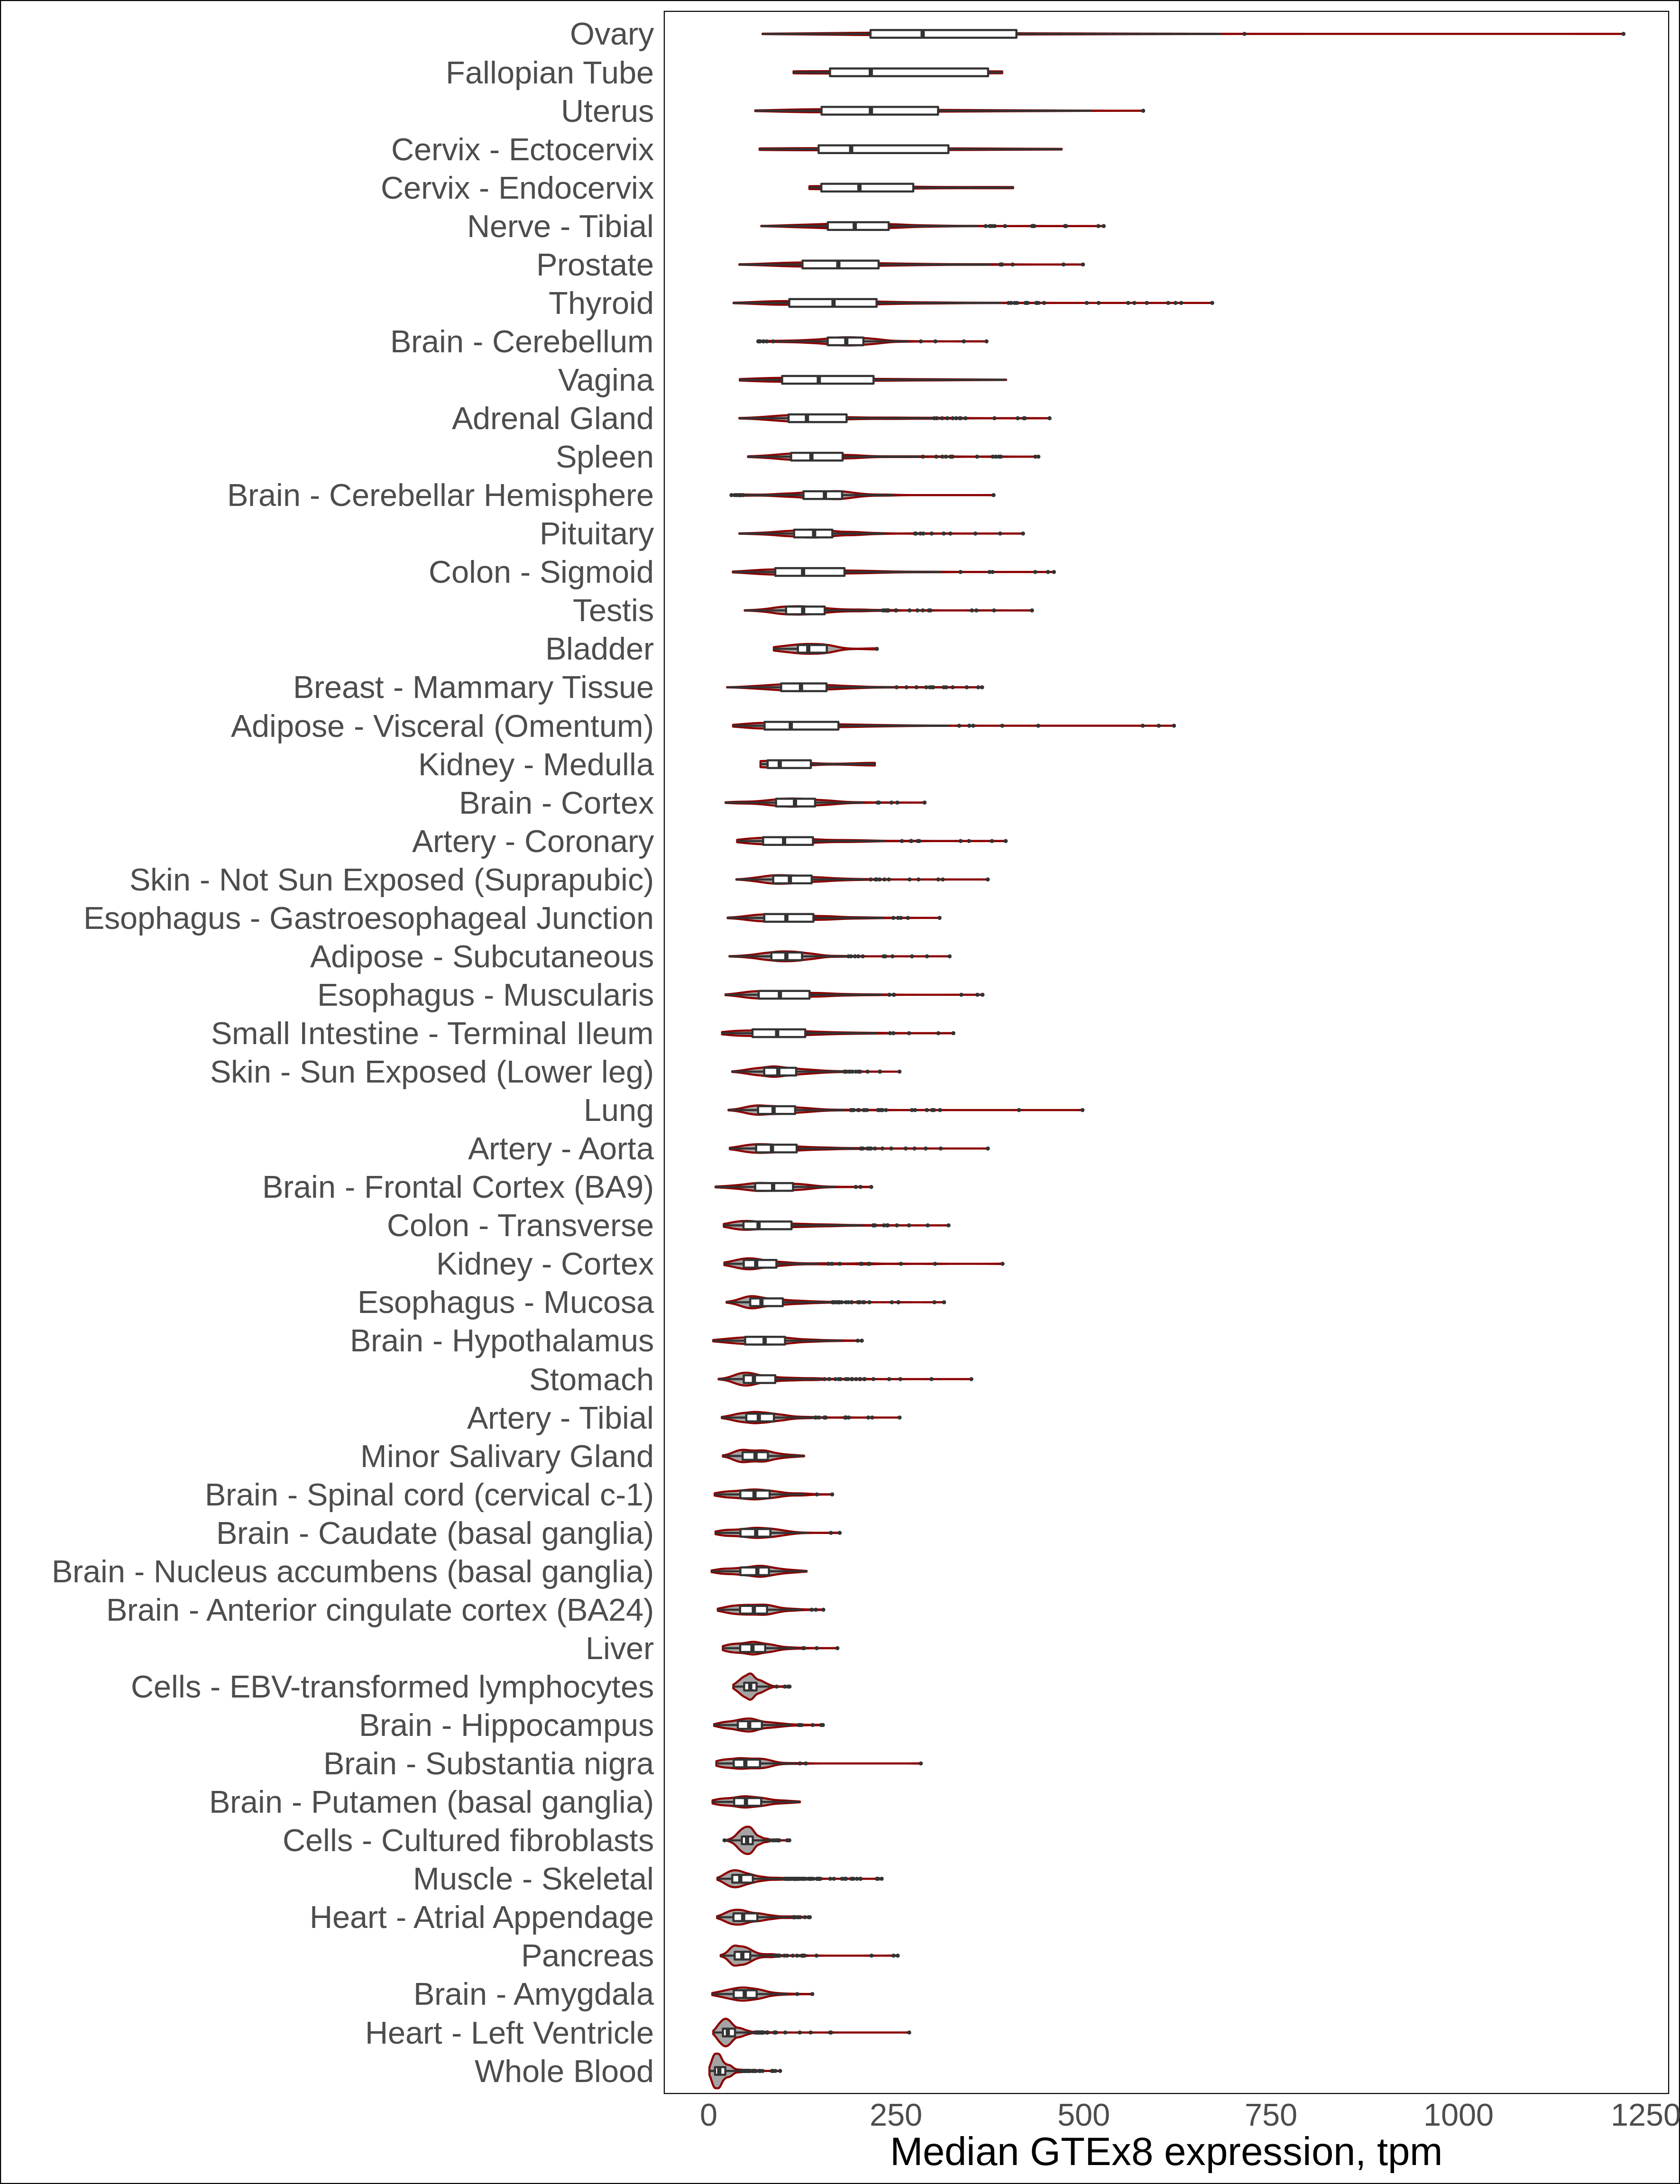 Ovary
Fallopian Tube
Uterus
Cervix - Ectocervix
Cervix - Endocervix
Nerve - Tibial
Prostate
Thyroid
Brain - Cerebellum
Vagina
Adrenal Gland
Spleen
Brain - Cerebellar Hemisphere
Pituitary
Colon - Sigmoid
Testis
Bladder
Breast - Mammary Tissue
Adipose - Visceral (Omentum)
Kidney - Medulla
Brain - Cortex
Artery - Coronary
Skin - Not Sun Exposed (Suprapubic)
Esophagus - Gastroesophageal Junction
Adipose - Subcutaneous
Esophagus - Muscularis
Small Intestine - Terminal Ileum
Skin - Sun Exposed (Lower leg)
Lung
Artery - Aorta
Brain - Frontal Cortex (BA9)
Colon - Transverse
Kidney - Cortex
Esophagus - Mucosa
Brain - Hypothalamus
Stomach
Artery - Tibial
Minor Salivary Gland
Brain - Spinal cord (cervical c-1)
Brain - Caudate (basal ganglia)
Brain - Nucleus accumbens (basal ganglia)
Brain - Anterior cingulate cortex (BA24)
Liver
Cells - EBV-transformed lymphocytes
Brain - Hippocampus
Brain - Substantia nigra
Brain - Putamen (basal ganglia)
Cells - Cultured fibroblasts
Muscle - Skeletal
Heart - Atrial Appendage
Pancreas
Brain - Amygdala
Heart - Left Ventricle
Whole Blood
0 250 500 750 1000 1250
Median GTEx8 expression, tpm